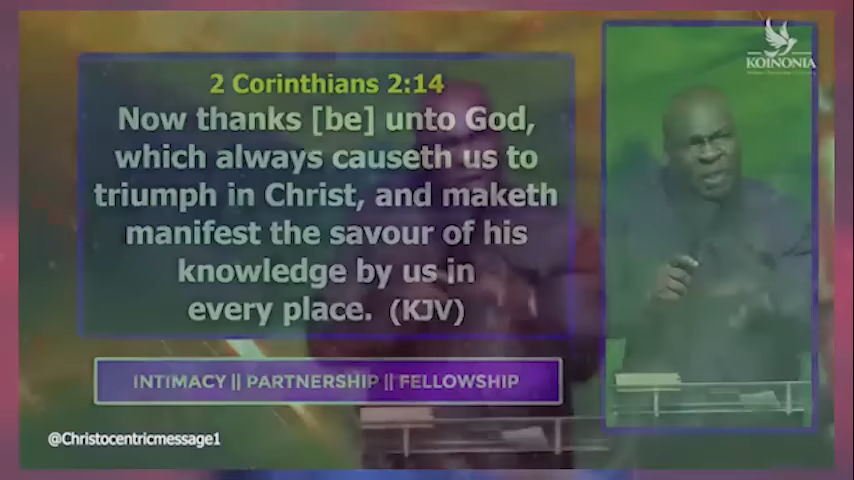 2 Corinthians 2:14
Now thanks [be] unto God,
which always causeth us to
triumph in Christ, and maketh
manifest the savour of his
knowledge by us in
every place. (KJV)
INTIMACY || PARTNERSHIP || FELLOWSHIP
@Christocentricmessage1
KOINONIA